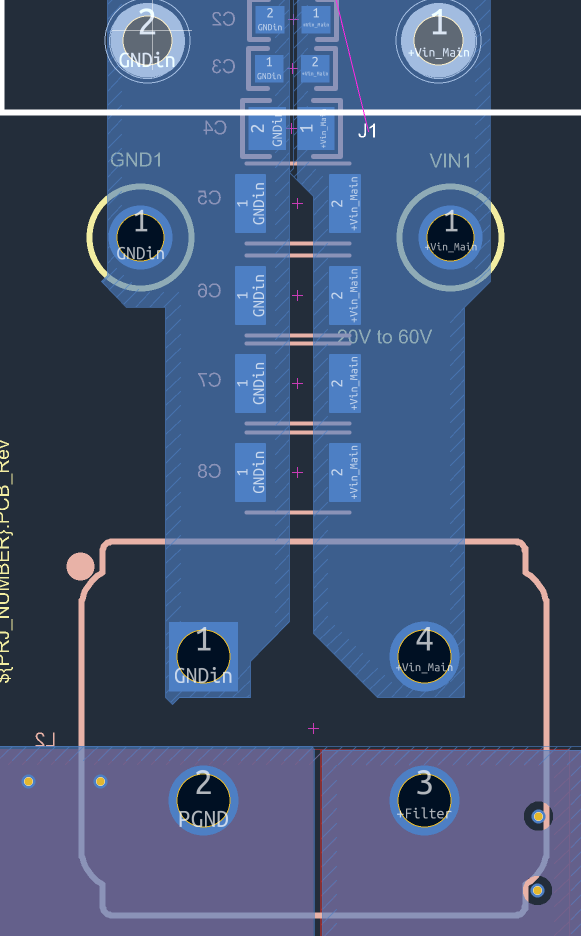 C2
2
GNDin
1
+Vin_Main
2
GNDin
1
+Vin_Main
C3
1
GNDin
2
+Vin_Main
C4
2
GNDin
1
+Vin_Main
J1
GND1
VIN1
C5
1
GNDin
2
+Vin_Main
1
GNDin
1
+Vin_Main
C6
1
GNDin
2
+Vin_Main
20V to 60V
C7
1
GNDin
2
+Vin_Main
C8
1
GNDin
2
+Vin_Main
${PRJ_NUMBER}.PCB_Rev
1
GNDin
4
+Vin_Main
L2
2
PGND
3
+Filter